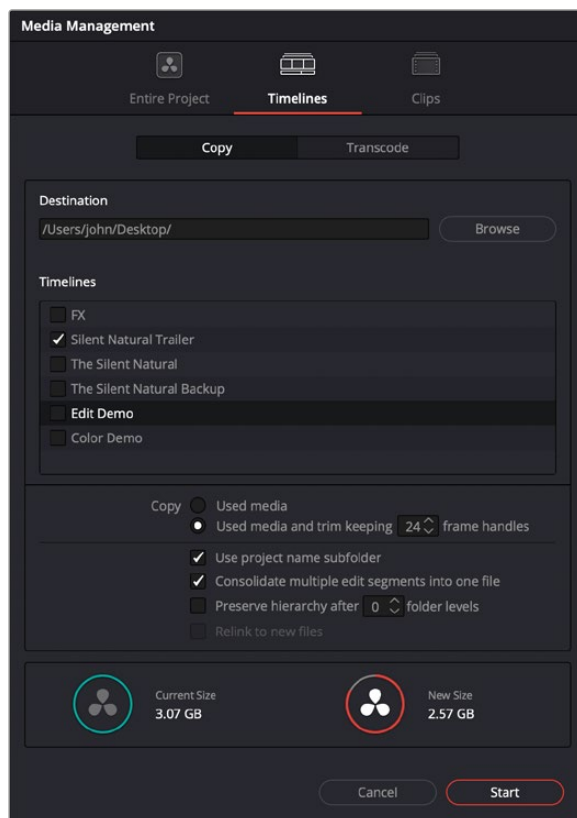 Media Management
Entire Project Timelines Clips
Copy Transcode
Destination
/Users/john/Desktop/ Browse
Timelines
FX
Silent Natural Trailer
The Silent Natural
The Silent Natural Backup
Edit Demo
Color Demo
Copy Used media
Used media and trim keeping 24 frame handles
Use project name subfolder
Consolidate multiple edit segments into one file
Preserve hierarchy after 0 folder levels
Relink to new files
Current Size New Size
3.07 GB 2.57 GB
Cancel Start